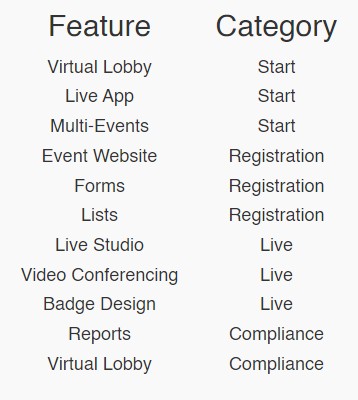 Feature Category
Virtual Lobby Start
Live App Start
Multi-Events Start
Event Website Registration
Forms Registration
Lists Registration
Live Studio Live
Video Conferencing Live
Badge Design Live
Reports Compliance
Virtual Lobby Compliance